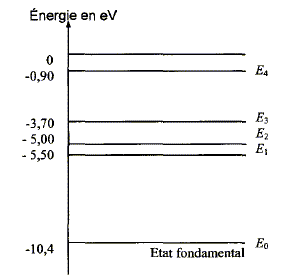 Énergie en eV
0
-0,90 E4
-3,70 E3
- 5,00 E2
- 5,50 E1
-10,4 E0
Etat fondamental